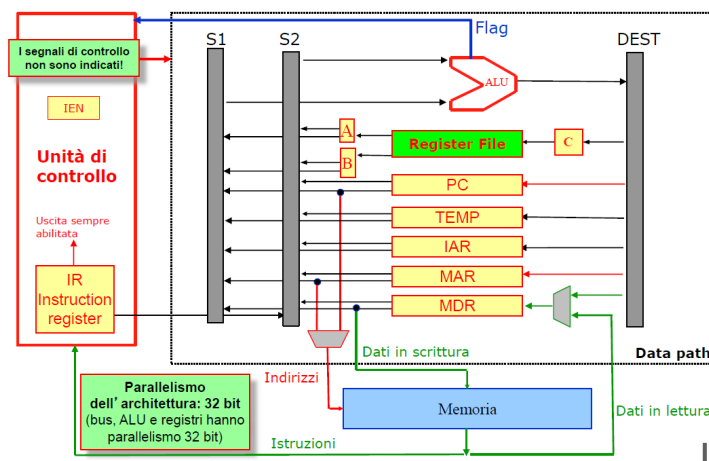 I segnali di controllo
non sono indicati!
IEN
Unità di
controllo
Uscita sempre
abilitata
IR
Instruction
register
S1
S2
Flag
DEST
ALU
A
B
Register File
C
PC
TEMP
IAR
MAR
MDR
Dati in scrittura
Data path
Indirizzi
Parallelismo
dell’architettura: 32 bit
(bus, ALU e registri hanno
parallelismo 32 bit)
Memoria
Dati in lettura
Istruzioni